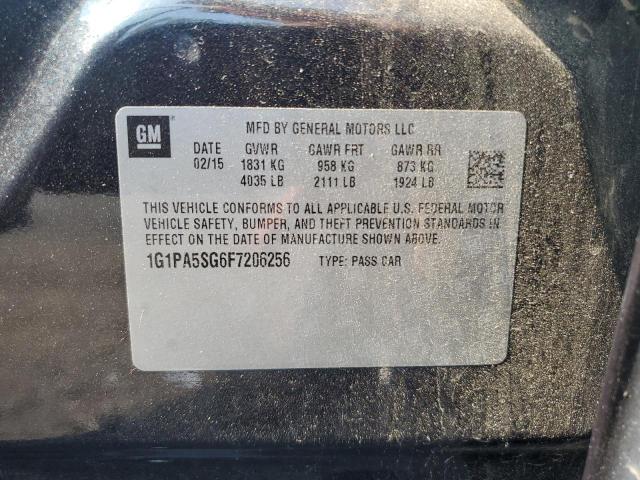 GM
MFD BY GENERAL MOTORS LLC
DATE GVWR GAWR FRT GAWR RR
02/15 1831 KG 958 KG 873 KG
4035 LB 2111 LB 1924 LB
THIS VEHICLE CONFORMS TO ALL APPLICABLE U.S. FEDERAL MOTOR
VEHICLE SAFETY, BUMPER, AND THEFT PREVENTION STANDARDS IN
EFFECT ON THE DATE OF MANUFACTURE SHOWN ABOVE.
1G1PA5SG6F7206256 TYPE: PASS CAR